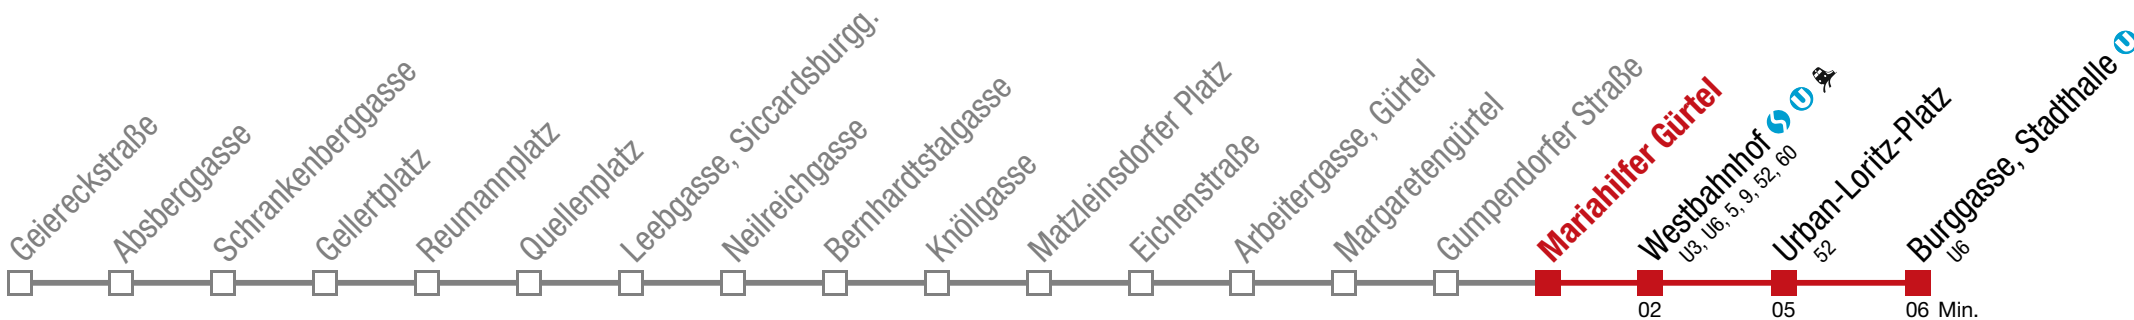 Geiereckstraße
Absberggasse
Schrankenberggasse
Gellertplatz
Reumannplatz
Quellenplatz
Leebgasse, Siccardsburgg.
Neilreichgasse
Bernhardtstalgasse
Knöllgasse
Matzleinsdorfer Platz
Eichenstraße
Arbeitergasse, Gürtel
Margaretengürtel
Gumpendorfer Straße
Mariahilfer Gürtel
Westbahnhof S U
U3, U6, 5, 9, 52, 60
Urban-Loritz-Platz
52
Burggasse, Stadthalle U
U6
02
05
06 Min.